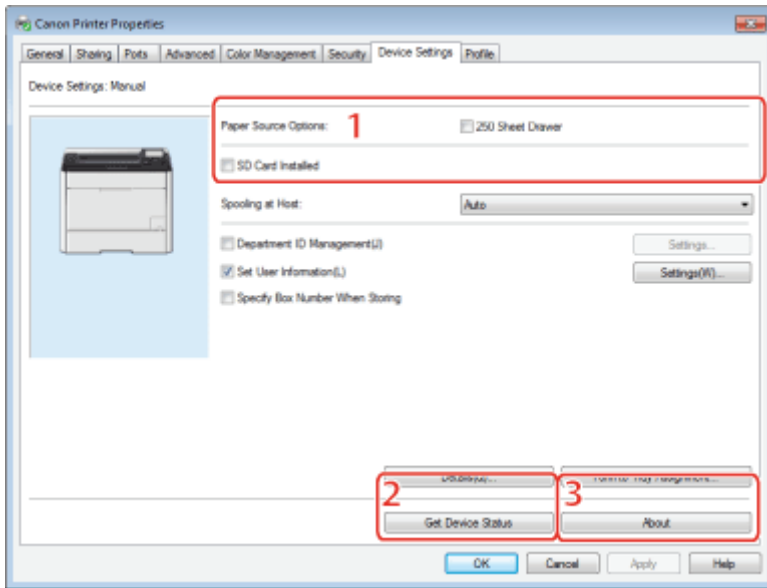 Canon Printer Properties
General Sharing Ports Advanced Color Management Security Device Settings Profile
Device Settings: Manual
Paper Source Options: 1 250 Sheet Drawer
SD Card Installed
Spooling at Host: Auto
Department ID Management(J) Settings...
Set User Information(L) Settings(W)...
Specify Box Number When Storing
2 3
Get Device Status About
OK Cancel Apply Help